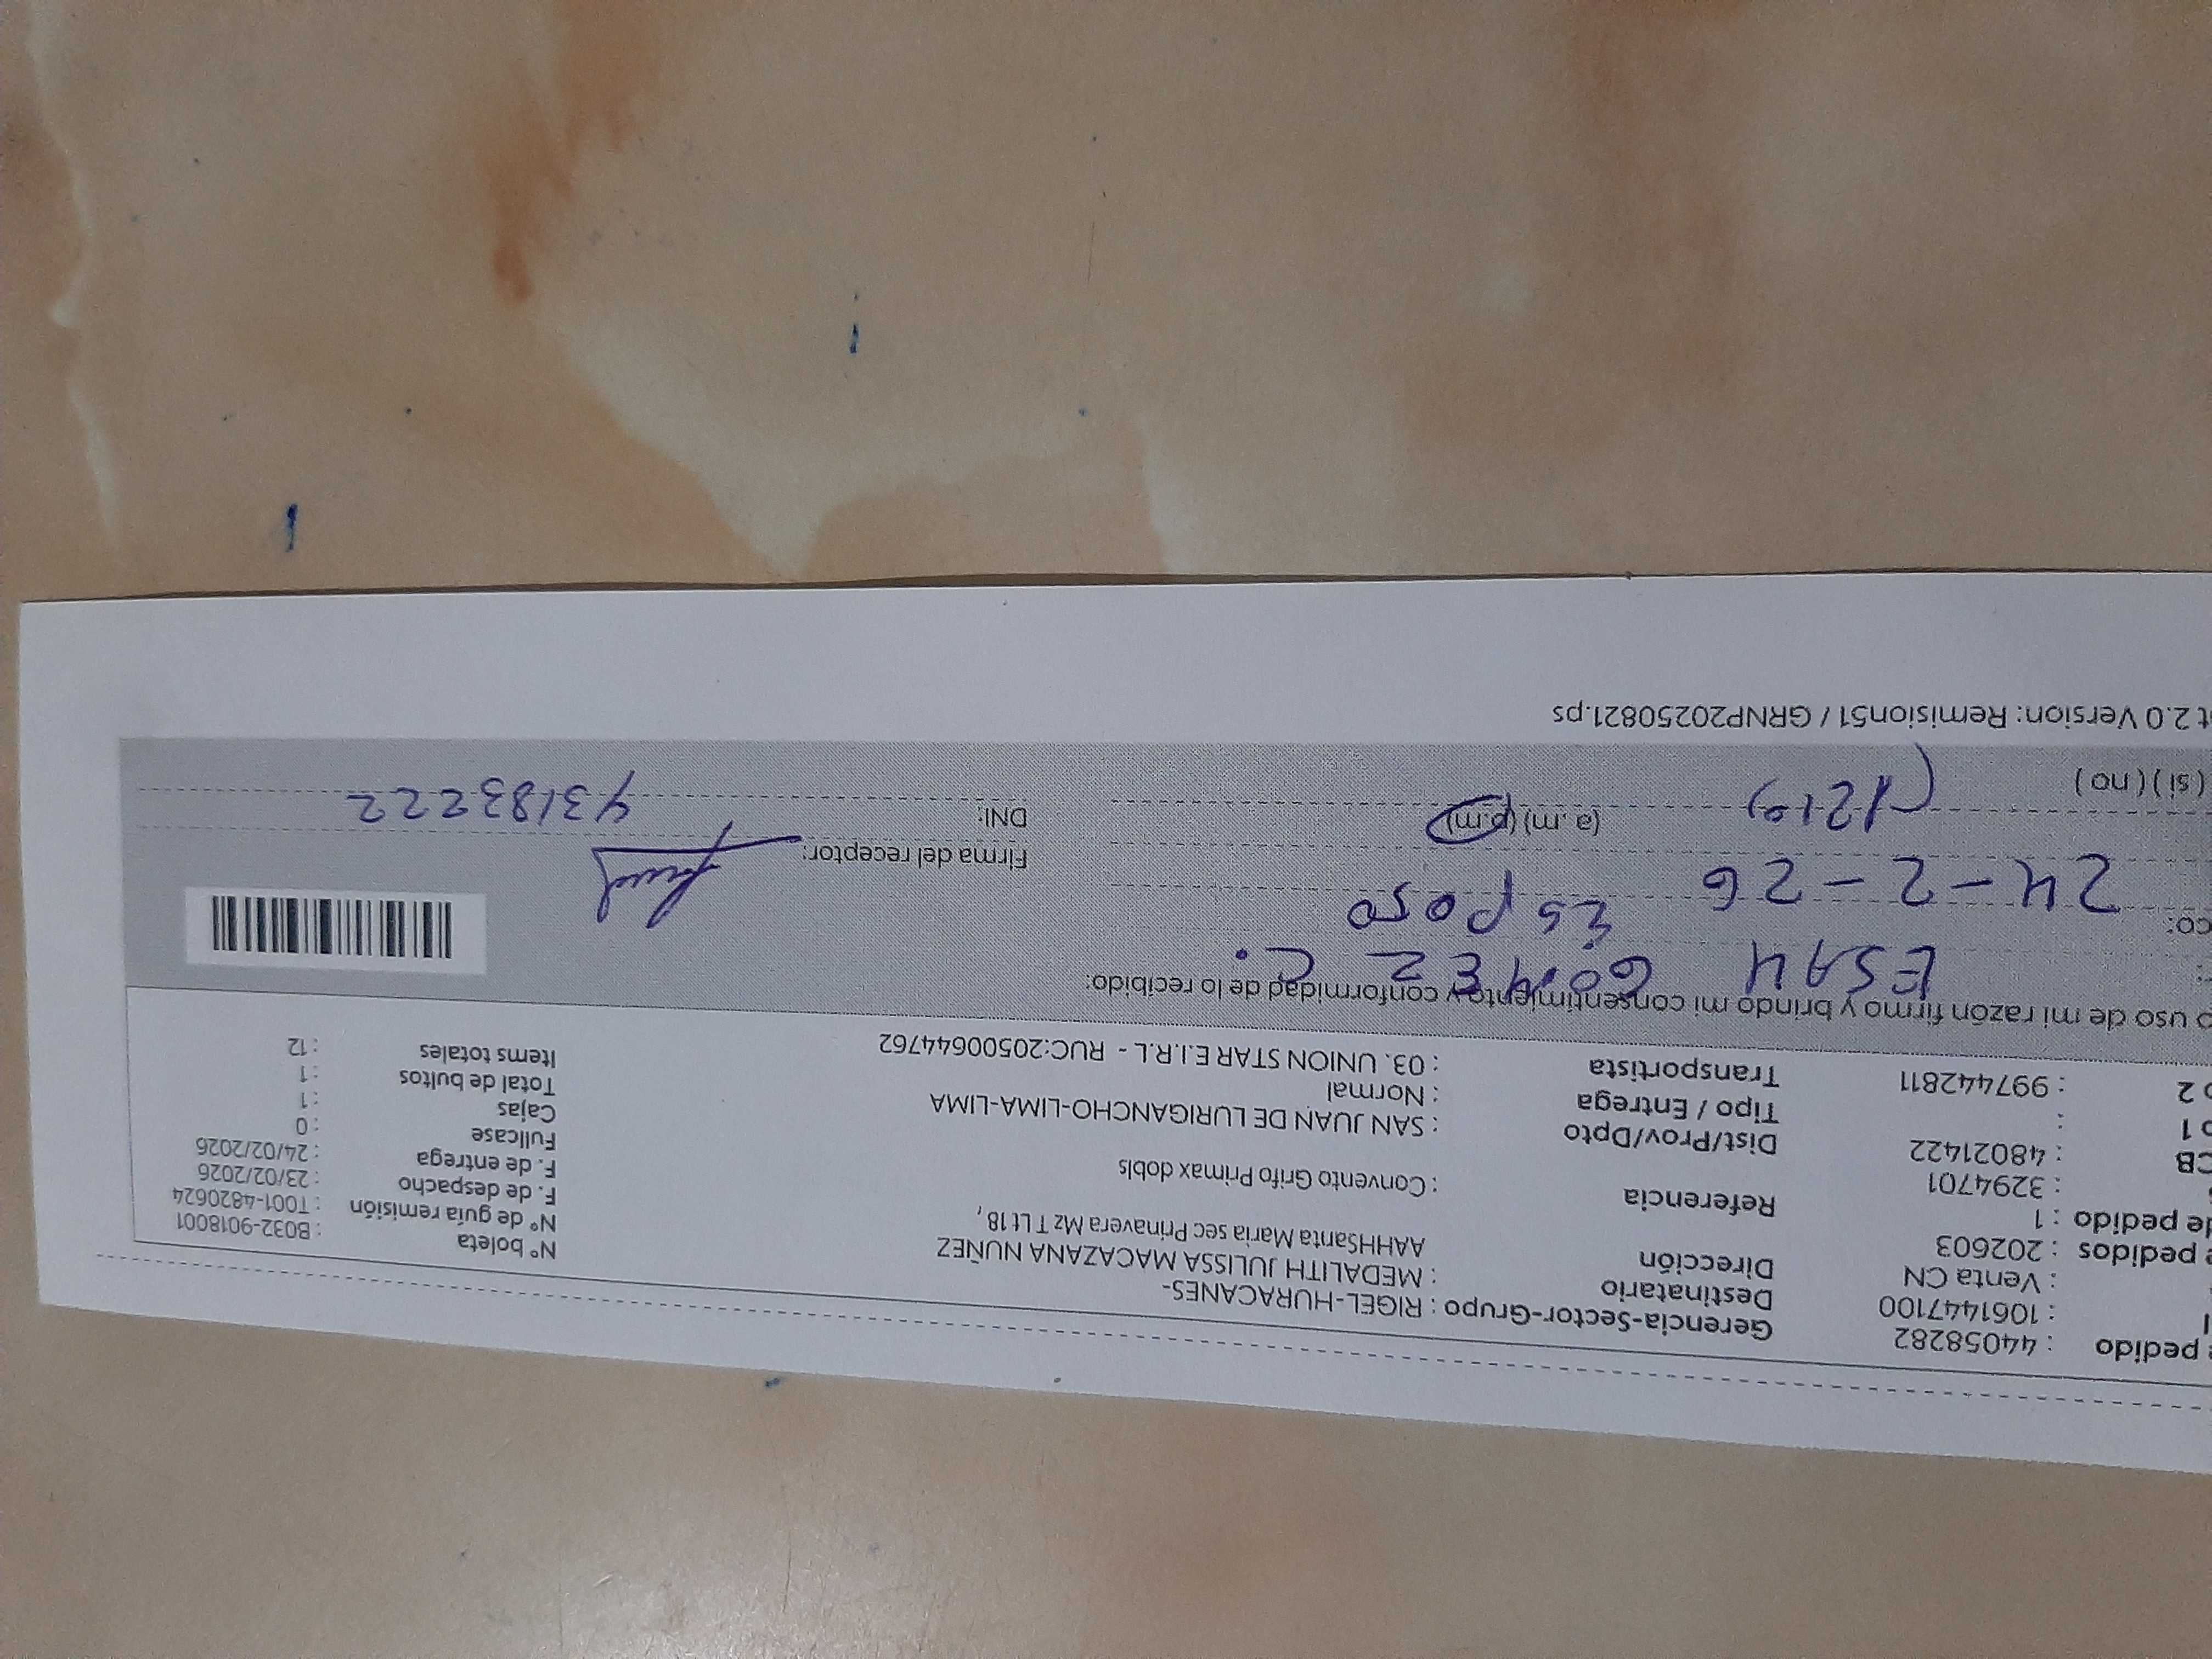 e pedido : 44058282 Gerencia-Sector-Grupo : RIGEL-HURACANES-
: 1061447100 Destinatario : MEDALITH JULISSA MACAZANA NUÑEZ
: Venta CN Dirección AAHHSanta Maria sec Prinavera Mz T Lt 18,
e pedidos : 202603
de pedido : 1 Referencia : Convento Grifo Primax dobls
: 3294701
CB : 48021422 Dist/Prov/Dpto : SAN JUAN DE LURIGANCHO-LIMA-LIMA
o 1 : Tipo / Entrega : Normal
o 2 : 997442811 Transportista : 03. UNION STAR E.I.R.L - RUC:20500644762
Nº boleta : B032-9018001
Nº de guía remisión : T001-4820624
F. de despacho : 23/02/2026
F. de entrega : 24/02/2026
Fullcase : 0
Cajas : 1
Total de bultos : 1
Items totales : 12
o uso de mi razón firmo y brindo mi consentimiento y conformidad de lo recibido:
ESAU GOMEZ C.
co: Esposo
24-2-26
(a.m) (p.m)
(si) (no)
Firma del receptor:
DNI: 43183222
t 2.0 Version: Remision51 / GRNP20250821.ps